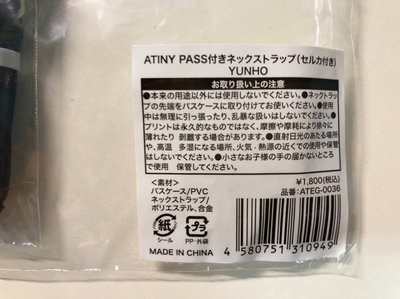 ATINY PASS付きネックストラップ(セルカ付き)
YUNHO
お取り扱い上の注意
●本来の用途以外には使用しないでください。●ネックストラッ
プの先端をパスケースに取り付けてお使いください。●使用
中は無理に引っ張ったり、乱暴な扱いはしないでください。●
プリントは永久的なものではなく、摩擦や摩耗により徐々に
薄れたり 剥離する場合があります。●直射日光のあたる場所
や、高温 多湿になる場所、火気・熱源の近くでの使用や保管
はしないでください。●小さなお子様の手の届かないところ
で使用 保管してください。
¥1,800(税込)
品番:ATEG-0036
<素材>
パスケース/PVC
ネックストラップ/
ポリエステル、合金
紙
シール
プラ
PP・外袋
MADE IN CHINA
4 580751 310949